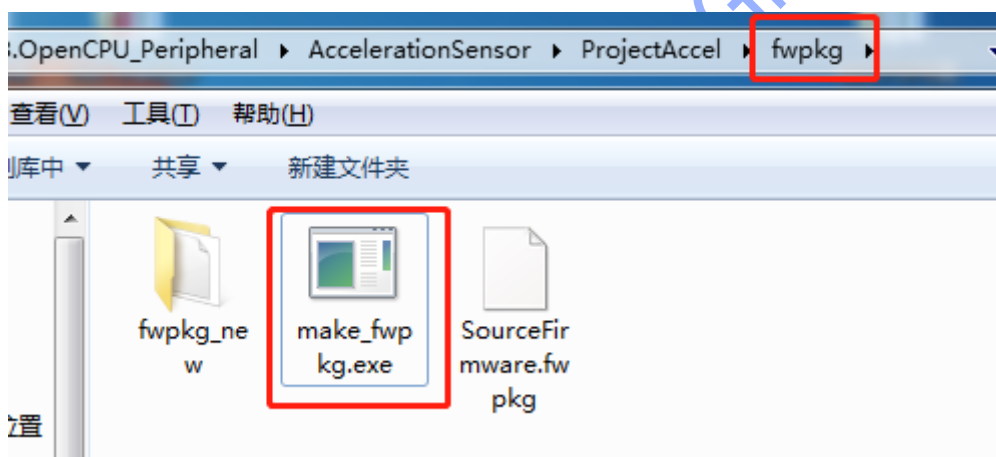 .OpenCPU_Peripheral ▸ AccelerationSensor ▸ ProjectAccel ▸ fwpkg ▸
查看(V) 工具(T) 帮助(H)
库中 ▼ 共享 ▼ 新建文件夹
fwpkg_ne
w
make_fwp
kg.exe
SourceFir
mware.fw
pkg
位置